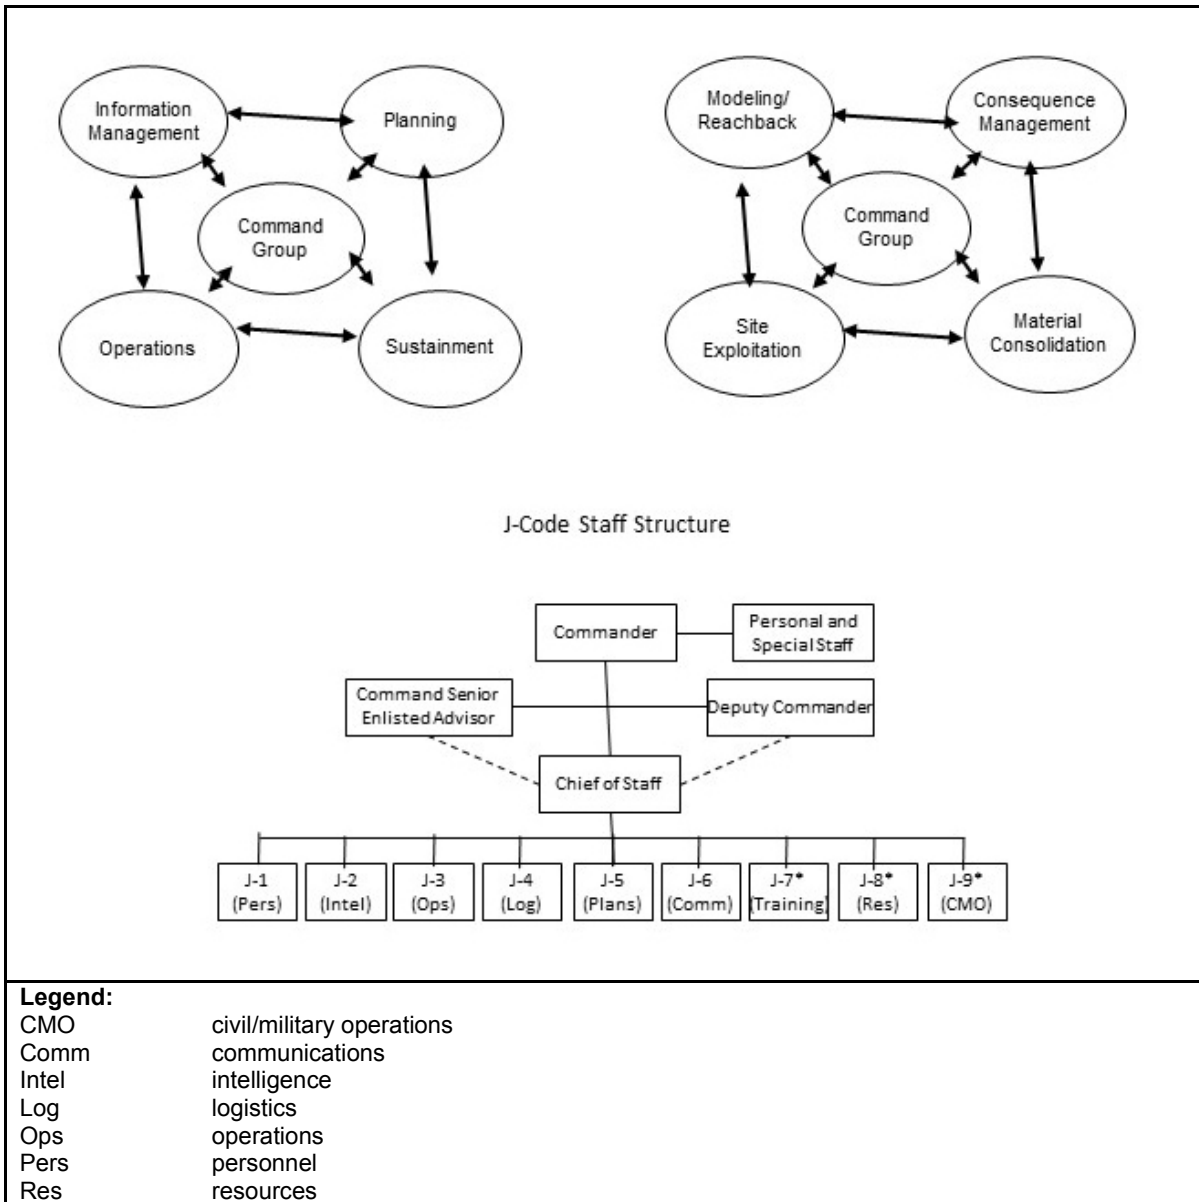 Information
Management
Planning
Command
Group
Operations
Sustainment
Modeling/
Reachback
Consequence
Management
Command
Group
Site
Exploitation
Material
Consolidation
J-Code Staff Structure
Commander
Personal and
Special Staff
Command Senior
Enlisted Advisor
Deputy Commander
Chief of Staff
J-1
(Pers)
J-2
(Intel)
J-3
(Ops)
J-4
(Log)
J-5
(Plans)
J-6
(Comm)
J-7*
(Training)
J-8*
(Res)
J-9*
(CMO)
Legend:
CMO civil/military operations
Comm communications
Intel intelligence
Log logistics
Ops operations
Pers personnel
Res resources